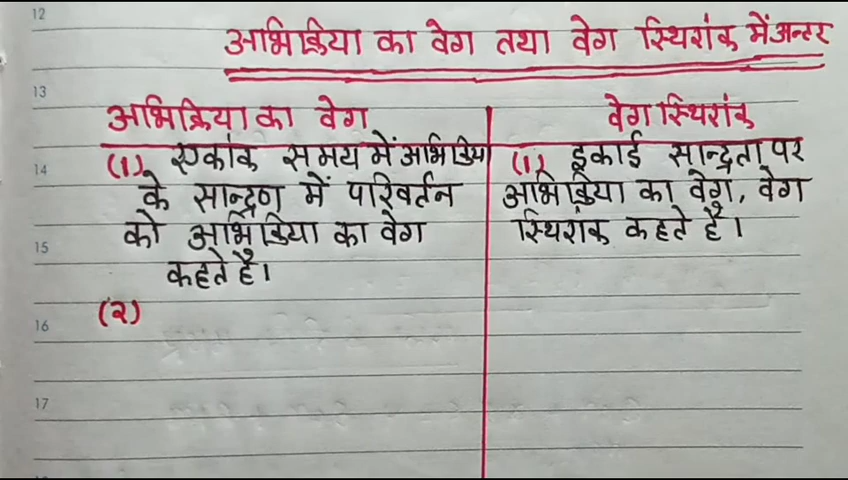 12
अभिक्रिया का वेग तथा वेग स्थिरांक में अन्तर
13
अभिक्रिया का वेग
वेग स्थिरांक
14
(1) एकांक समय में अभिक्रिया
के सान्द्रण में परिवर्तन
को अभिक्रिया का वेग
कहते है।
(1) इकाई सान्द्रता पर
अभिक्रिया का वेग, वेग
स्थिरांक कहते है।
15
(२)
16
17